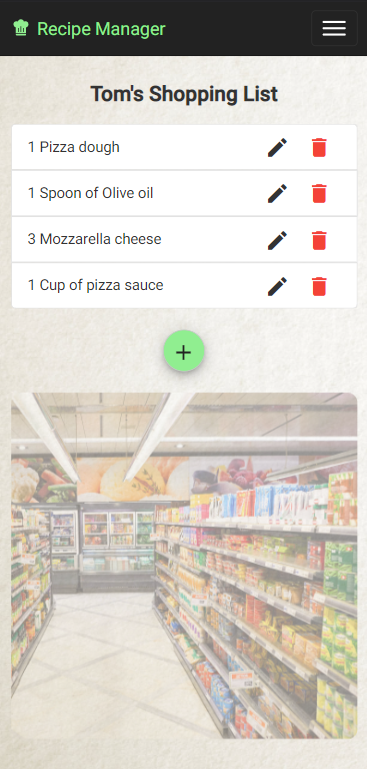 Recipe Manager
Tom's Shopping List
1 Pizza dough
1 Spoon of Olive oil
3 Mozzarella cheese
1 Cup of pizza sauce
+